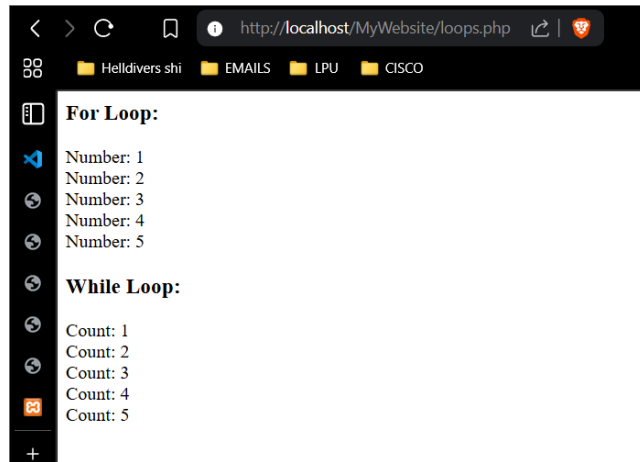 http://localhost/MyWebsite/loops.php
Helldivers shi EMAILS LPU CISCO
For Loop:
Number: 1
Number: 2
Number: 3
Number: 4
Number: 5
While Loop:
Count: 1
Count: 2
Count: 3
Count: 4
Count: 5